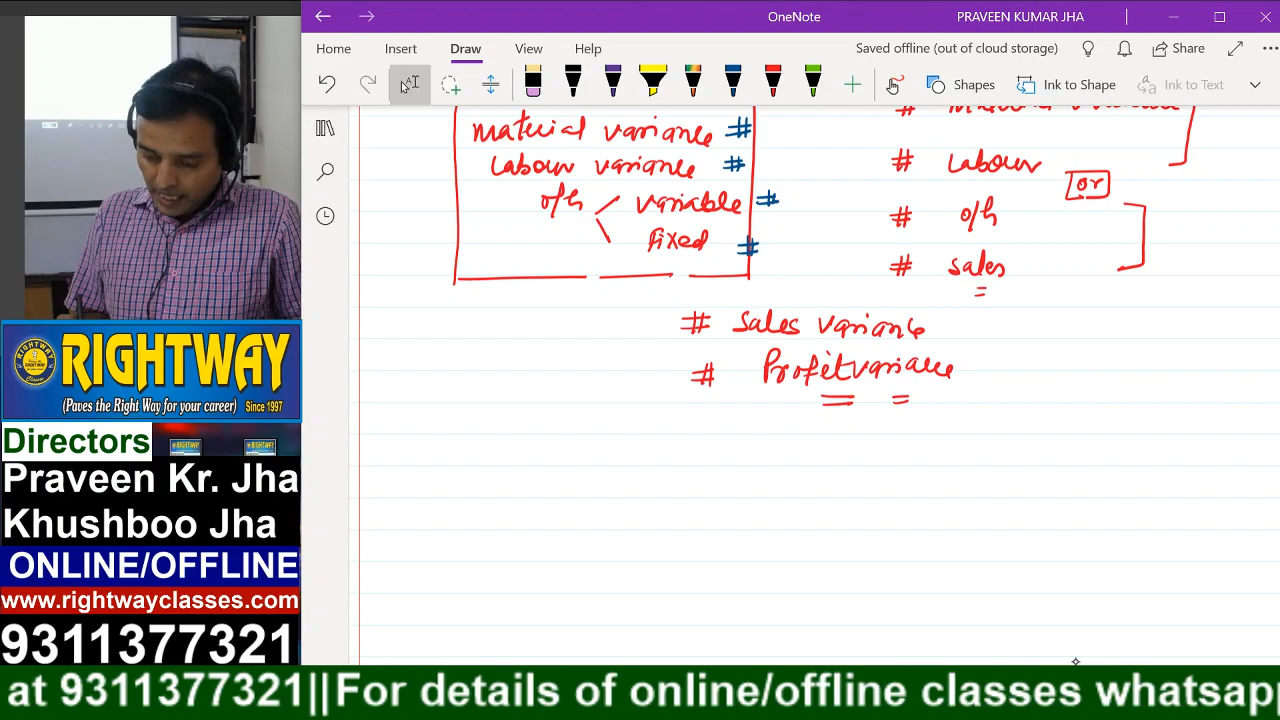 OneNote
PRAVEEN KUMAR JHA
Home Insert Draw View Help
Saved offline (out of cloud storage)
Share
Shapes
Ink to Shape
Ink to Text
material variance #
labour variance #
o/h variable #
fixed #
# labour
or
# o/h
# sales
# Sales variance
# Profit variance
RIGHTWAY
(Paves the Right Way for your career) Since 1997
Directors
RIGHTWAY RIGHTWAY
Praveen Kr. Jha
Khushboo Jha
ONLINE/OFFLINE
www.rightwayclasses.com
9311377321
at 9311377321||For details of online/offline classes whatsapp